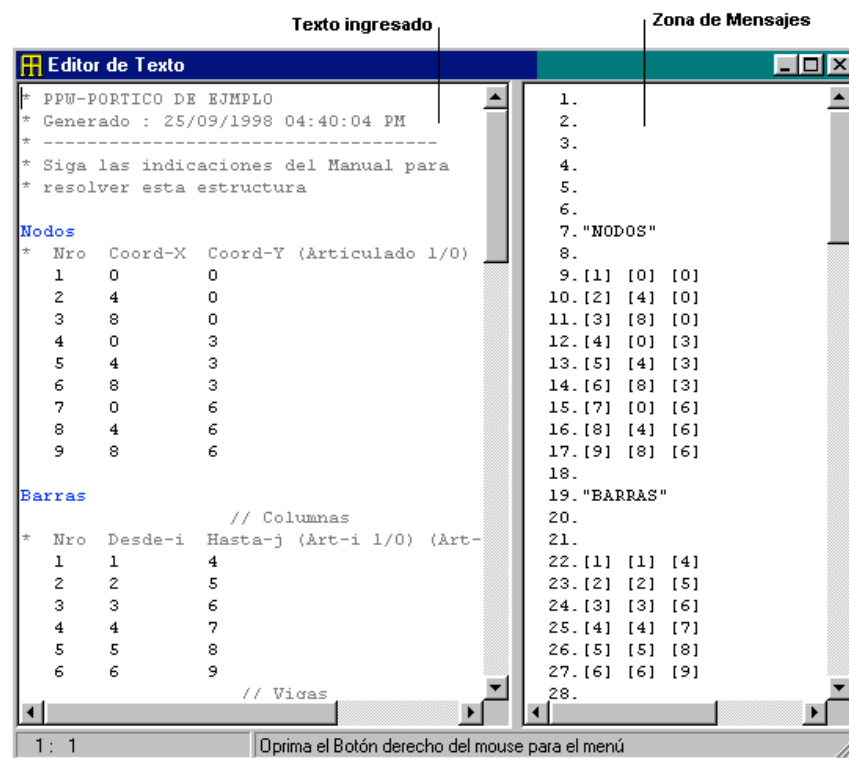 Texto ingresado
Zona de Mensajes
Editor de Texto
* PPW-PORTICO DE EJMPLO
* Generado : 25/09/1998 04:40:04 PM
* ------------------------------------
* Siga las indicaciones del Manual para
* resolver esta estructura
Nodos
* Nro Coord-X Coord-Y (Articulado 1/0)
1 0 0
2 4 0
3 8 0
4 0 3
5 4 3
6 8 3
7 0 6
8 4 6
9 8 6
Barras
// Columnas
* Nro Desde-i Hasta-j (Art-i 1/0) (Art-
1 1 4
2 2 5
3 3 6
4 4 7
5 5 8
6 6 9
// Vigas
1.
2.
3.
4.
5.
6.
7. "NODOS"
8.
9. [1] [0] [0]
10. [2] [4] [0]
11. [3] [8] [0]
12. [4] [0] [3]
13. [5] [4] [3]
14. [6] [8] [3]
15. [7] [0] [6]
16. [8] [4] [6]
17. [9] [8] [6]
18.
19. "BARRAS"
20.
21.
22. [1] [1] [4]
23. [2] [2] [5]
24. [3] [3] [6]
25. [4] [4] [7]
26. [5] [5] [8]
27. [6] [6] [9]
28.
1: 1
Oprima el Botón derecho del mouse para el menú